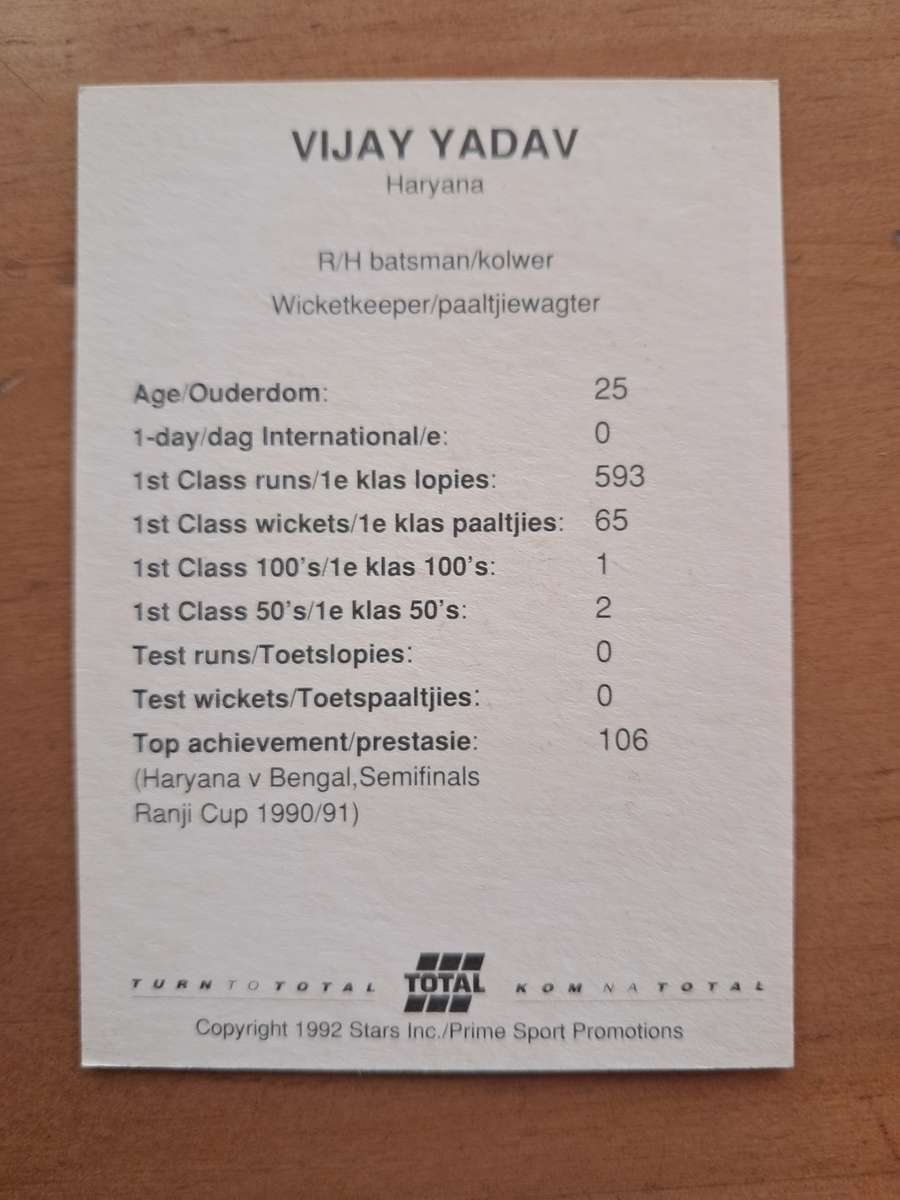 VIJAY YADAV
Haryana
R/H batsman/kolwer
Wicketkeeper/paaltjiewagter
Age/Ouderdom: 25
1-day/dag International/e: 0
1st Class runs/1e klas lopies: 593
1st Class wickets/1e klas paaltjies: 65
1st Class 100's/1e klas 100's: 1
1st Class 50's/1e klas 50's: 2
Test runs/Toetslopies: 0
Test wickets/Toetspaaltjies: 0
Top achievement/prestasie: 106
(Haryana v Bengal,Semifinals
Ranji Cup 1990/91)
TURN TO TOTAL TOTAL KOM NA TOTAL
Copyright 1992 Stars Inc./Prime Sport Promotions